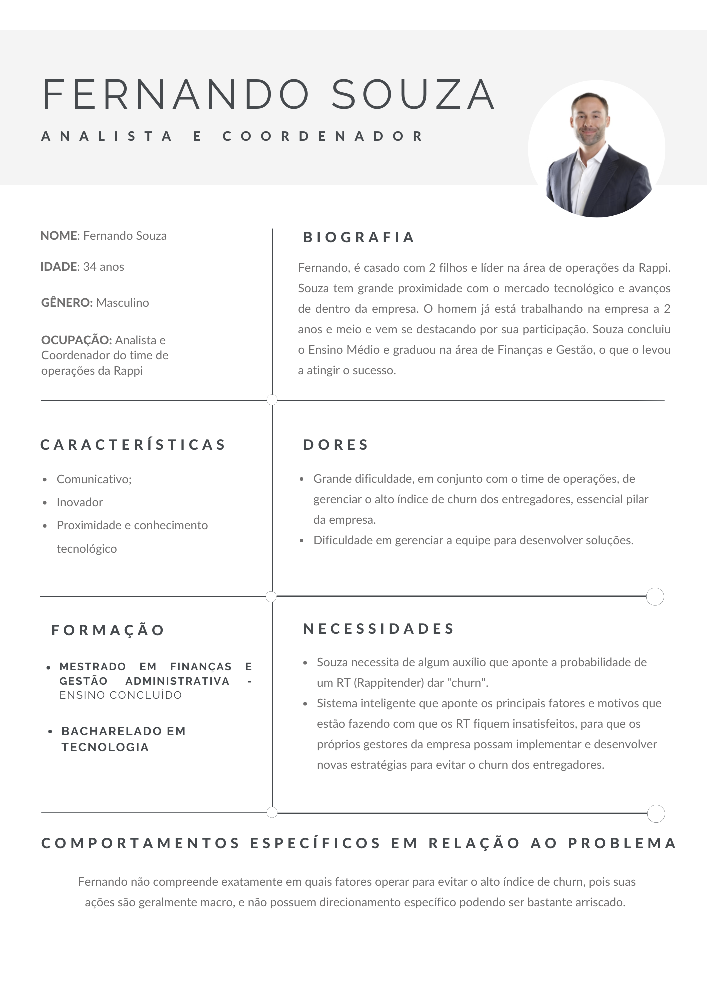 FERNANDO SOUZA
ANALISTA E COORDENADOR
NOME: Fernando Souza
IDADE: 34 anos
GÊNERO: Masculino
OCUPAÇÃO: Analista e
Coordenador do time de
operações da Rappi
BIOGRAFIA
Fernando, é casado com 2 filhos e líder na área de operações da Rappi.
Souza tem grande proximidade com o mercado tecnológico e avanços
de dentro da empresa. O homem já está trabalhando na empresa a 2
anos e meio e vem se destacando por sua participação. Souza concluiu
o Ensino Médio e graduou na área de Finanças e Gestão, o que o levou
a atingir o sucesso.
CARACTERÍSTICAS
• Comunicativo;
• Inovador
• Proximidade e conhecimento
tecnológico
DORES
• Grande dificuldade, em conjunto com o time de operações, de
gerenciar o alto índice de churn dos entregadores, essencial pilar
da empresa.
• Dificuldade em gerenciar a equipe para desenvolver soluções.
FORMAÇÃO
• MESTRADO EM FINANÇAS E
GESTÃO ADMINISTRATIVA -
ENSINO CONCLUÍDO
• BACHARELADO EM
TECNOLOGIA
NECESSIDADES
• Souza necessita de algum auxílio que aponte a probabilidade de
um RT (Rappitender) dar "churn".
• Sistema inteligente que aponte os principais fatores e motivos que
estão fazendo com que os RT fiquem insatisfeitos, para que os
próprios gestores da empresa possam implementar e desenvolver
novas estratégias para evitar o churn dos entregadores.
COMPORTAMENTOS ESPECÍFICOS EM RELAÇÃO AO PROBLEMA
Fernando não compreende exatamente em quais fatores operar para evitar o alto índice de churn, pois suas
ações são geralmente macro, e não possuem direcionamento específico podendo ser bastante arriscado.